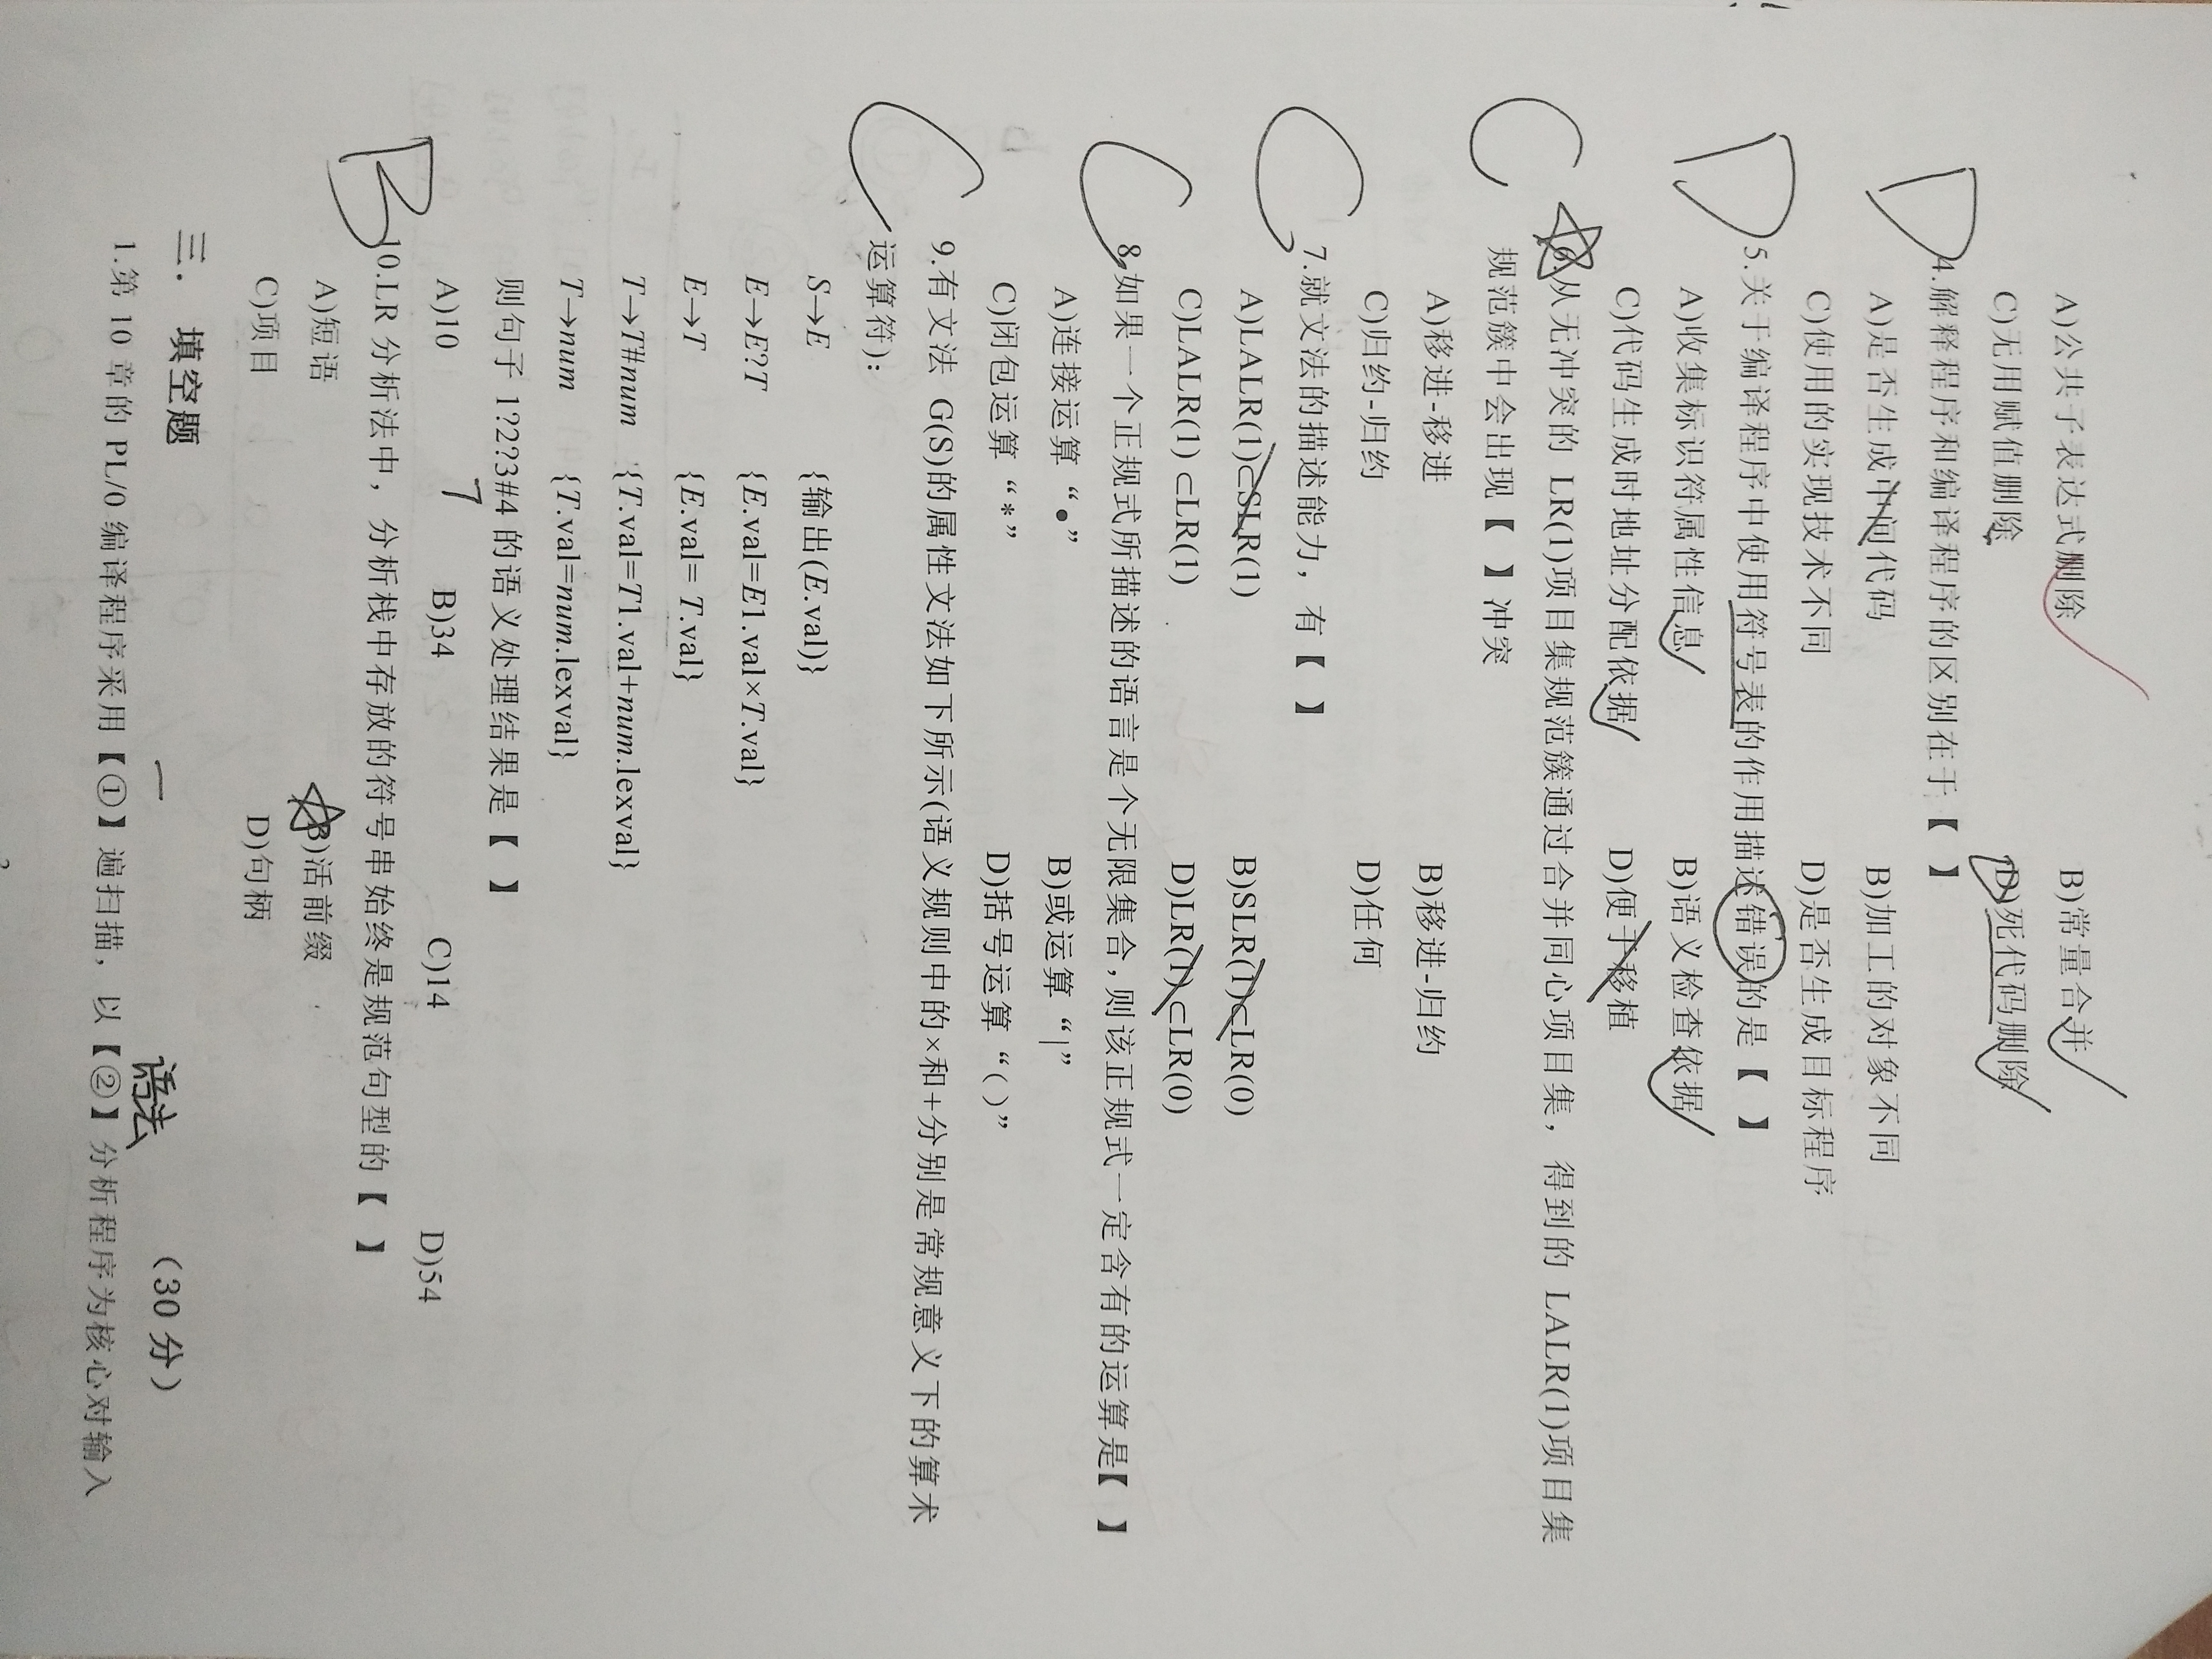 A)公共子表达式删除 B)常量合并
C)无用赋值删除 D)死代码删除
D 4.解释程序和编译程序的区别在于【 】
A)是否生成中间代码 B)加工的对象不同
C)使用的实现技术不同 D)是否生成目标程序
D 5.关于编译程序中使用符号表的作用描述错误的是【 】
A)收集标识符属性信息 B)语义检查依据
C)代码生成时地址分配依据 D)便于移植
C 6.从无冲突的 LR(1)项目集规范簇通过合并同心项目集，得到的 LALR(1)项目集
规范簇中会出现【 】冲突
A)移进-移进 B)移进-归约
C)归约-归约 D)任何
C 7.就文法的描述能力，有【 】
A)LALR(1)⊂SLR(1) B)SLR(1)⊂LR(0)
C)LALR(1)⊂LR(1) D)LR(1)⊂LR(0)
C 8.如果一个正规式所描述的语言是个无限集合,则该正规式一定含有的运算是【 】
A)连接运算“●” B)或运算“|”
C)闭包运算“*” D)括号运算“( )”
C 9.有文法 G(S)的属性文法如下所示(语义规则中的×和+分别是常规意义下的算术
运算符):
S→E {输出(E.val)}
E→E?T {E.val=E1.val×T.val}
E→T {E.val= T.val}
T→T#num {T.val=T1.val+num.lexval}
T→num {T.val=num.lexval}
则句子 1?2?3#4 的语义处理结果是【 】
7
A)10 B)34 C)14 D)54
B 10.LR 分析法中，分析栈中存放的符号串始终是规范句型的【 】
A)短语 B)活前缀
C)项目 D)句柄
三. 填空题 （30 分）
一 语法
1.第 10 章的 PL/0 编译程序采用【①】遍扫描，以【②】分析程序为核心对输入